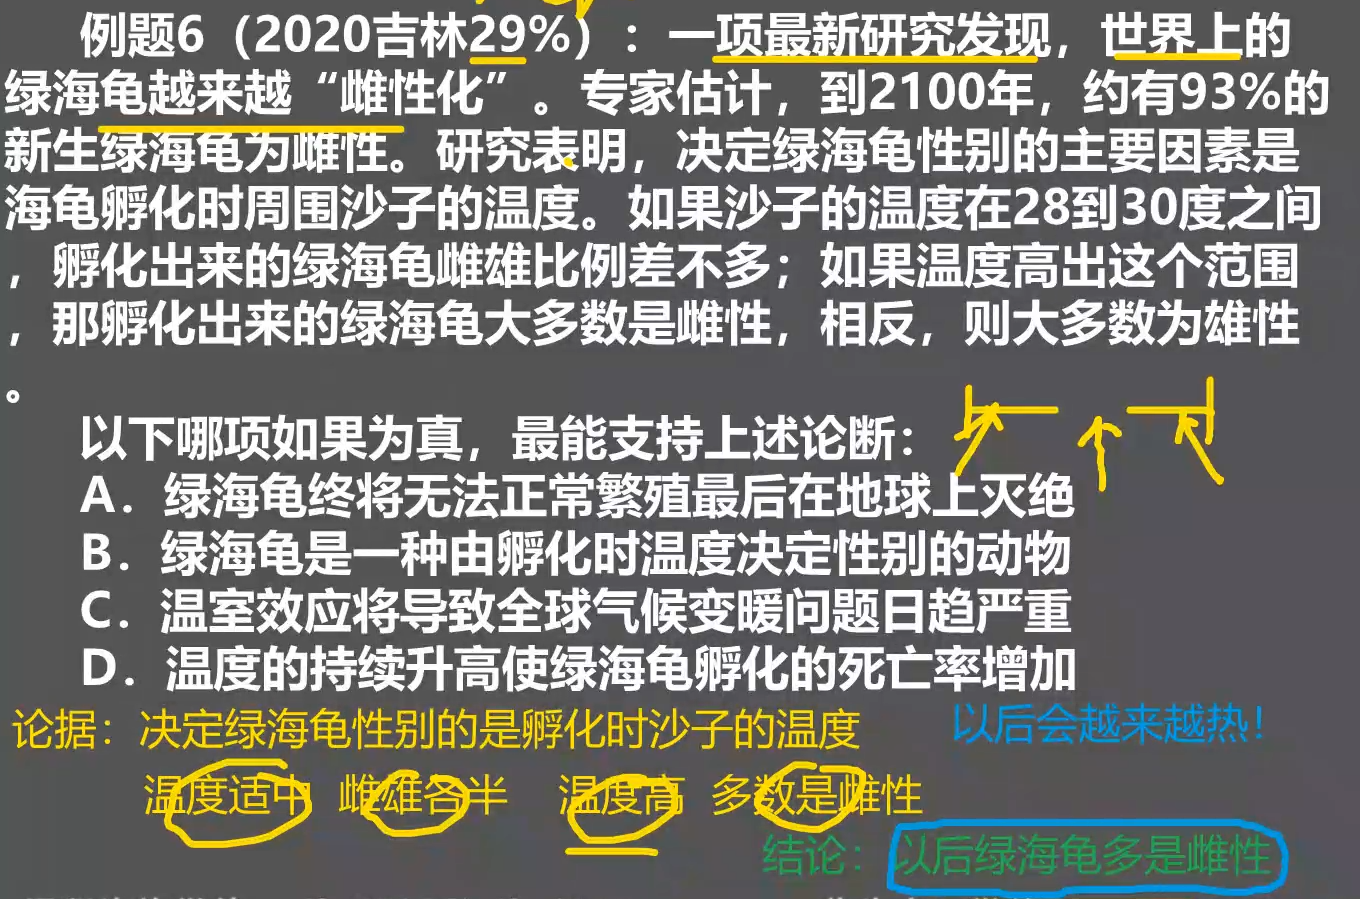 例题6（2020吉林29%）：一项最新研究发现，世界上的
绿海龟越来越“雌性化”。专家估计，到2100年，约有93%的
新生绿海龟为雌性。研究表明，决定绿海龟性别的主要因素是
海龟孵化时周围沙子的温度。如果沙子的温度在28到30度之间
，孵化出来的绿海龟雌雄比例差不多；如果温度高出这个范围
，那孵化出来的绿海龟大多数是雌性，相反，则大多数为雄性
。
以下哪项如果为真，最能支持上述论断：
A．绿海龟终将无法正常繁殖最后在地球上灭绝
B．绿海龟是一种由孵化时温度决定性别的动物
C．温室效应将导致全球气候变暖问题日趋严重
D．温度的持续升高使绿海龟孵化的死亡率增加
论据：决定绿海龟性别的是孵化时沙子的温度
以后会越来越热！
温度适中 雌雄各半 温度高 多数是雌性
结论：以后绿海龟多是雌性